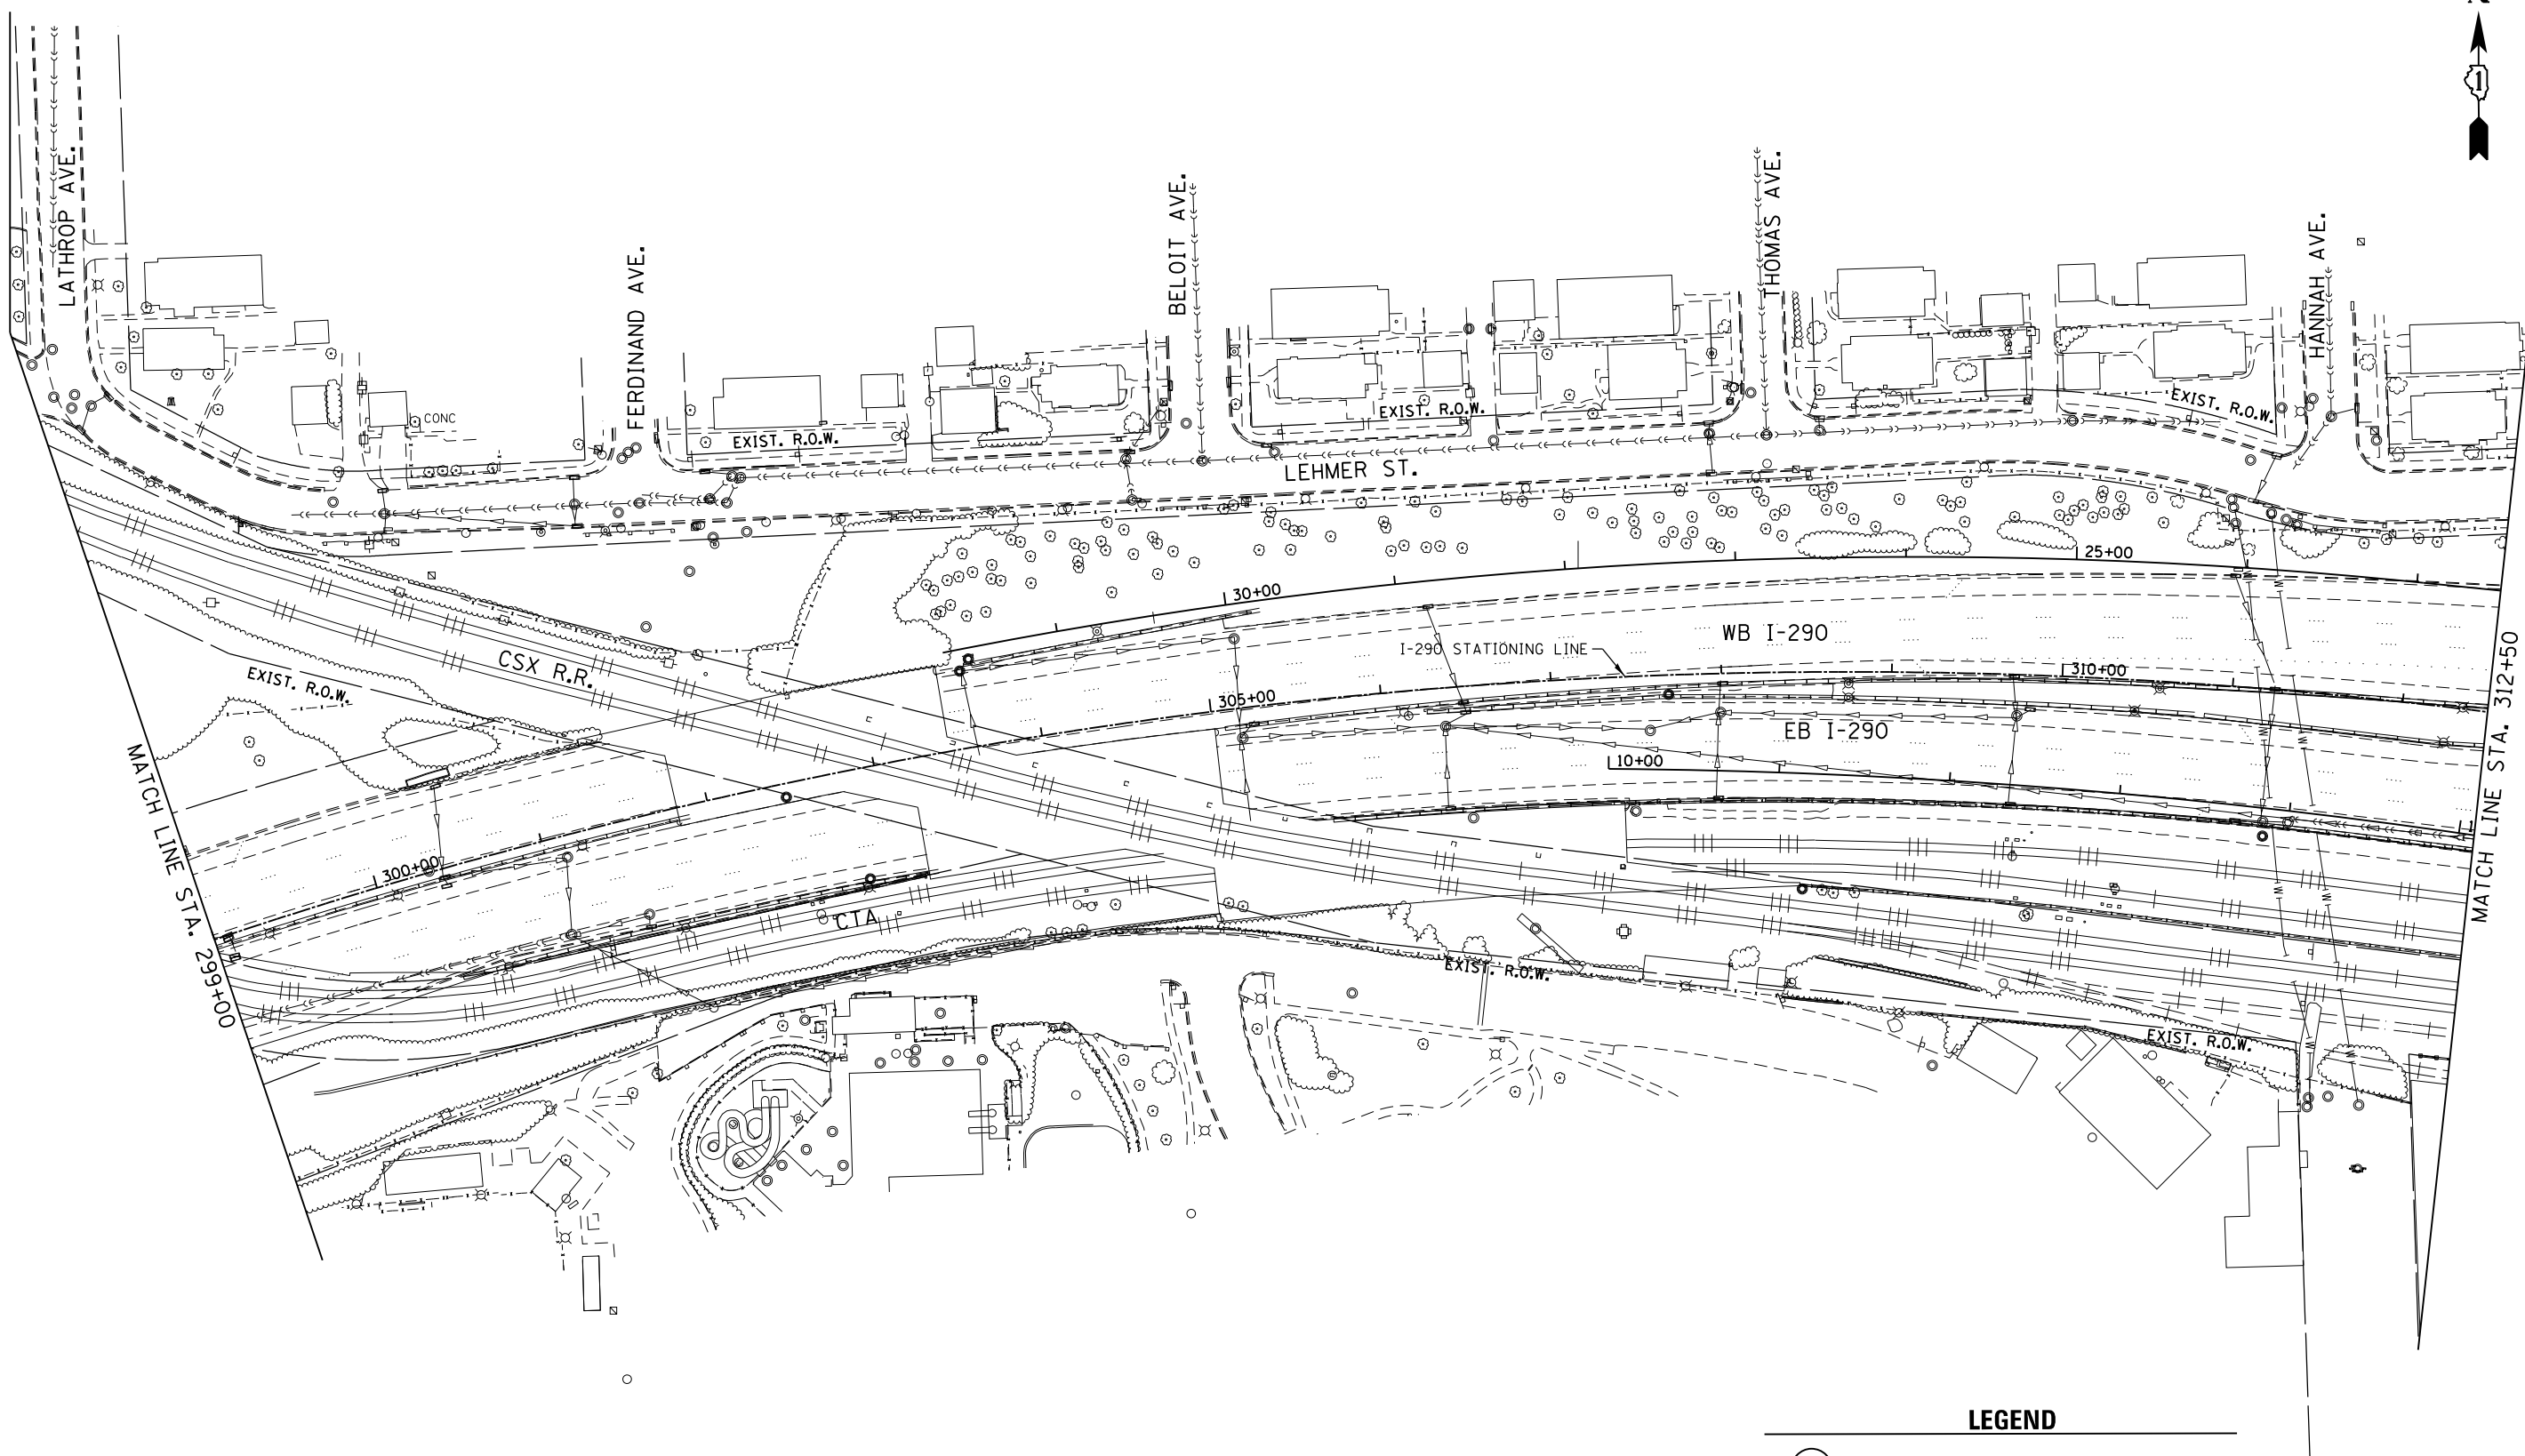 N
1
LATHROP AVE.
FERDINAND AVE.
BELOIT AVE.
THOMAS AVE.
HANNAH AVE.
CONC
EXIST. R.O.W.
EXIST. R.O.W.
EXIST. R.O.W.
LEHMER ST.
25+00
30+00
WB I-290
I-290 STATIONING LINE
CSX R.R.
EXIST. R.O.W.
305+00
310+00
EB I-290
10+00
MATCH LINE STA. 312+50
MATCH LINE STA. 299+00
300+00
CTA
EXIST. R.O.W.
EXIST. R.O.W.
LEGEND